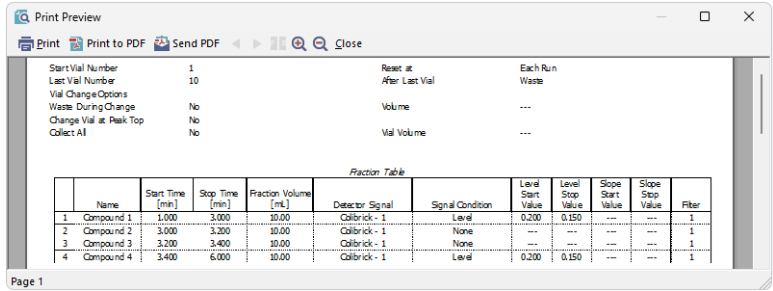 Print Preview
Print Print to PDF Send PDF Close
Start Vial Number 1 Reset at Each Run
Last Vial Number 10 After Last Vial Waste
Vial Change Options
Waste During Change No Volume ---
Change Vial at Peak Top No
Collect All No Vial Volume ---
Fraction Table
Name Start Time [min] Stop Time [min] Fraction Volume [mL] Detector Signal Signal Condition Level Start Value Level Stop Value Slope Start Value Slope Stop Value Filter
1 Compound 1 1.000 3.000 10.00 Colibrick - 1 Level 0.200 0.150 --- --- 1
2 Compound 2 3.000 3.200 10.00 Colibrick - 1 None --- --- --- --- 1
3 Compound 3 3.200 3.400 10.00 Colibrick - 1 None --- --- --- --- 1
4 Compound 4 3.400 6.000 10.00 Colibrick - 1 Level 0.200 0.150 --- --- 1
Page 1